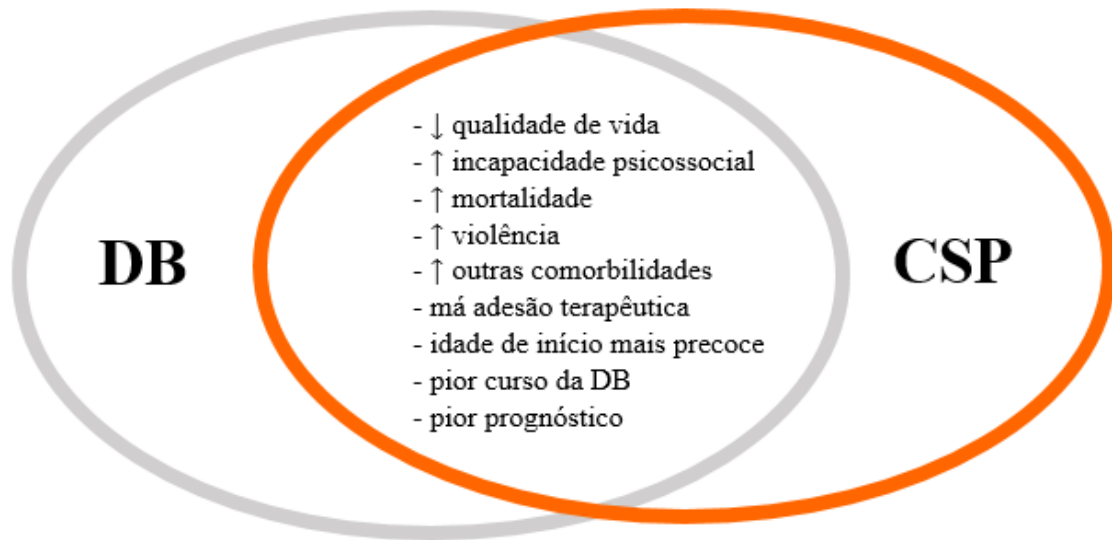 DB
- ↓ qualidade de vida
- ↑ incapacidade psicossocial
- ↑ mortalidade
- ↑ violência
- ↑ outras comorbilidades
- má adesão terapêutica
- idade de início mais precoce
- pior curso da DB
- pior prognóstico
CSP